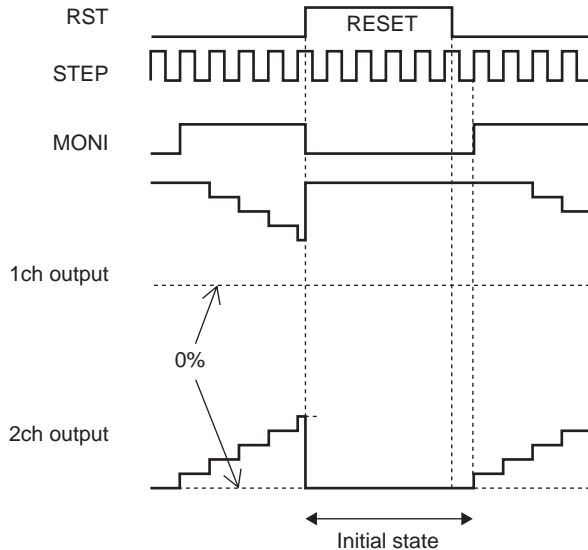 RST
RESET
STEP
MONI
1ch output
0%
2ch output
Initial state